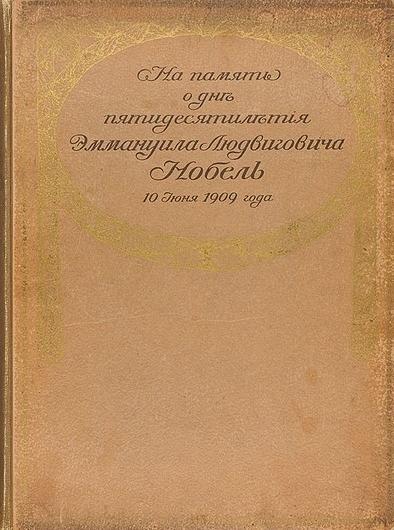 На память
о днѣ
пятидесятилѣтія
Эммануила Людвиговича
Нобель
10 Іюня 1909 года